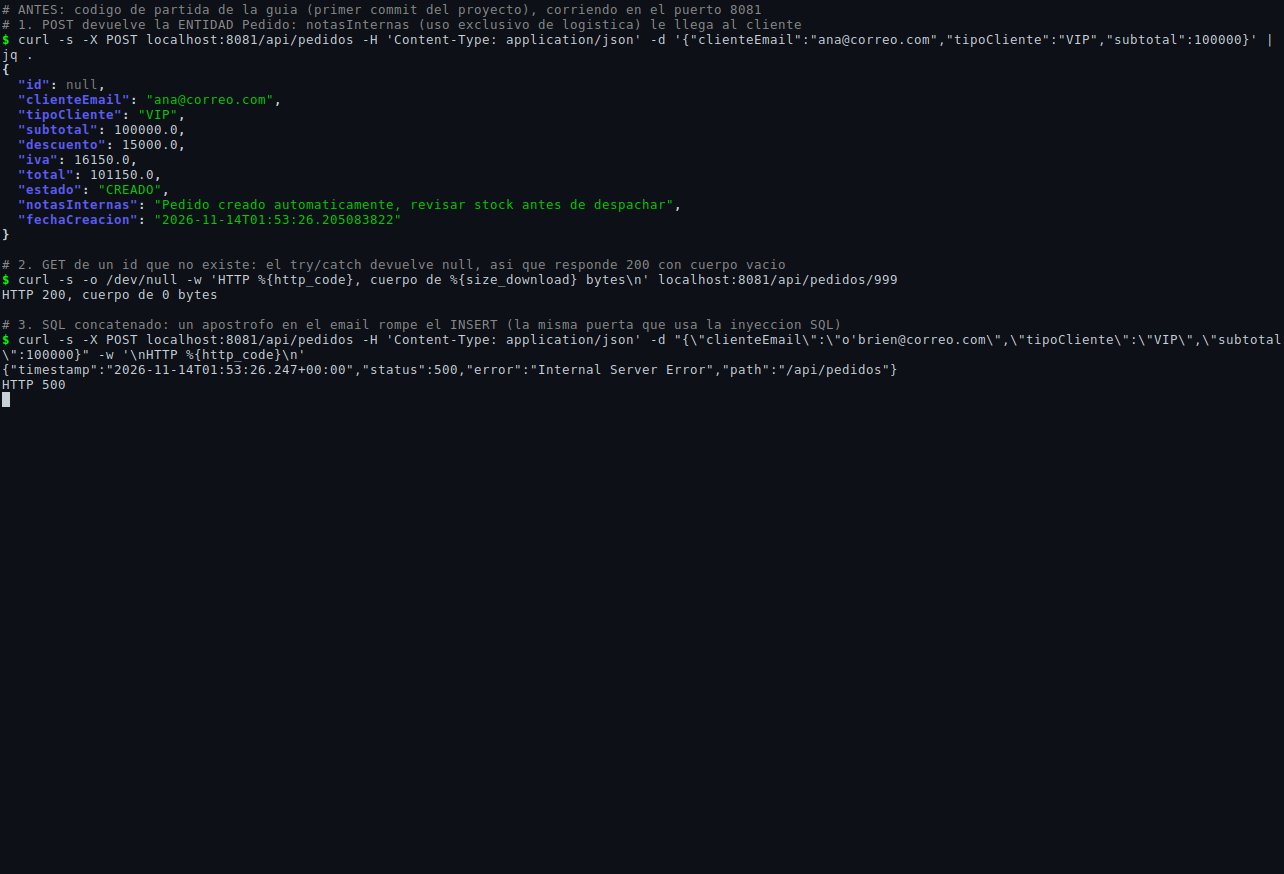 # ANTES: codigo de partida de la guia (primer commit del proyecto), corriendo en el puerto 8081
# 1. POST devuelve la ENTIDAD Pedido: notasInternas (uso exclusivo de logistica) le llega al cliente
$ curl -s -X POST localhost:8081/api/pedidos -H 'Content-Type: application/json' -d '{"clienteEmail":"ana@correo.com","tipoCliente":"VIP","subtotal":100000}' |
jq .
{
  "id": null,
  "clienteEmail": "ana@correo.com",
  "tipoCliente": "VIP",
  "subtotal": 100000.0,
  "descuento": 15000.0,
  "iva": 16150.0,
  "total": 101150.0,
  "estado": "CREADO",
  "notasInternas": "Pedido creado automaticamente, revisar stock antes de despachar",
  "fechaCreacion": "2026-11-14T01:53:26.205083822"
}

# 2. GET de un id que no existe: el try/catch devuelve null, asi que responde 200 con cuerpo vacio
$ curl -s -o /dev/null -w 'HTTP %{http_code}, cuerpo de %{size_download} bytes\n' localhost:8081/api/pedidos/999
HTTP 200, cuerpo de 0 bytes

# 3. SQL concatenado: un apostrofo en el email rompe el INSERT (la misma puerta que usa la inyeccion SQL)
$ curl -s -X POST localhost:8081/api/pedidos -H 'Content-Type: application/json' -d "{\"clienteEmail\":\"o'brien@correo.com\",\"tipoCliente\":\"VIP\",\"subtotal
\":100000}" -w '\nHTTP %{http_code}\n'
{"timestamp":"2026-11-14T01:53:26.247+00:00","status":500,"error":"Internal Server Error","path":"/api/pedidos"}
HTTP 500